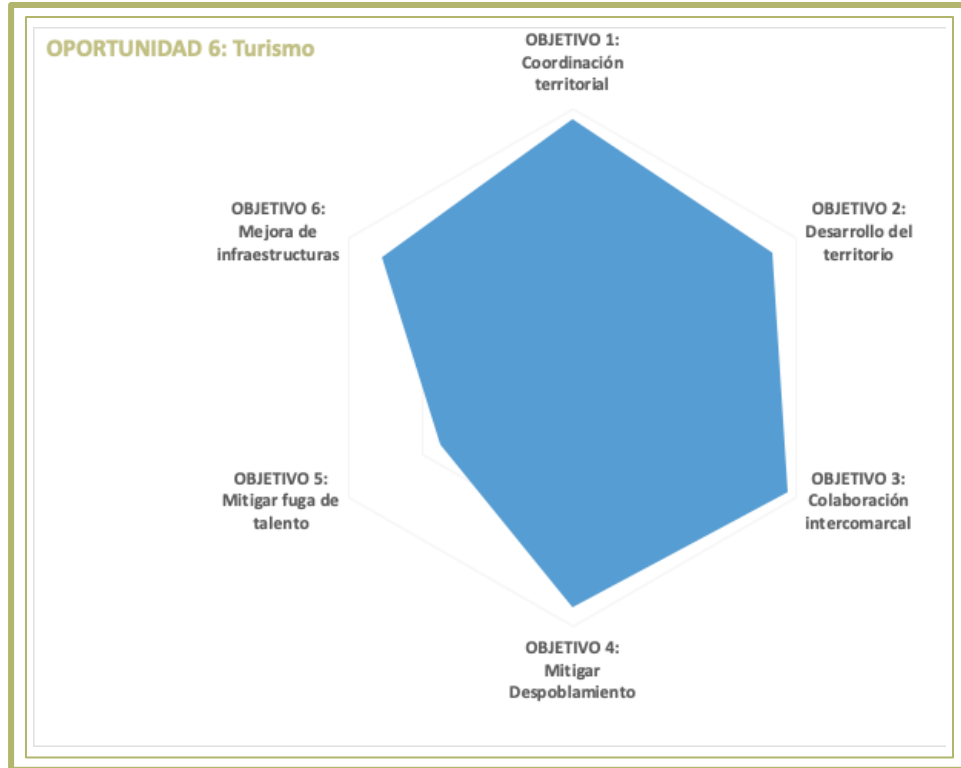 OPORTUNIDAD 6: Turismo
OBJETIVO 1:
Coordinación
territorial
OBJETIVO 2:
Desarrollo del
territorio
OBJETIVO 3:
Colaboración
intercomarcal
OBJETIVO 4:
Mitigar
Despoblamiento
OBJETIVO 5:
Mitigar fuga de
talento
OBJETIVO 6:
Mejora de
infraestructuras